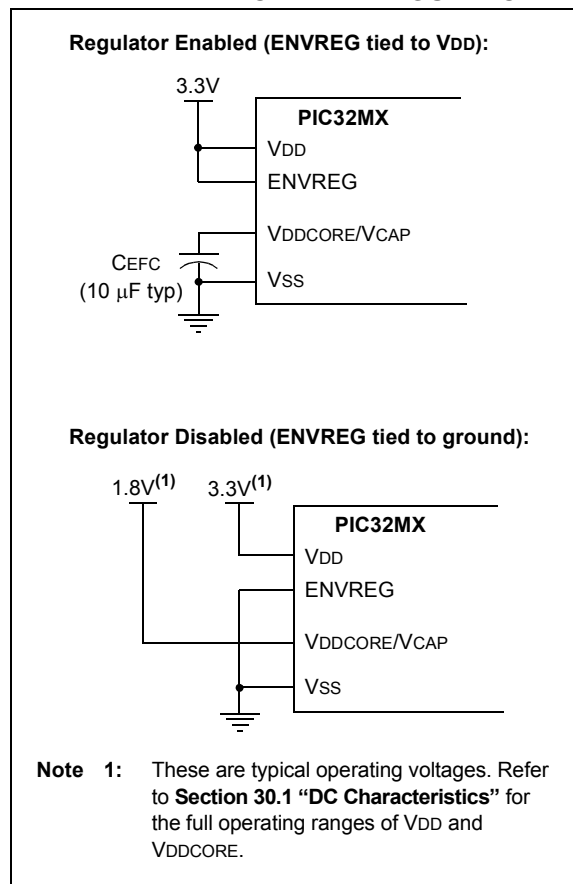 Regulator Enabled (ENVREG tied to VDD):
3.3V
PIC32MX
VDD
ENVREG
VDDCORE/VCAP
CEFC
(10 μF typ)
VSS
Regulator Disabled (ENVREG tied to ground):
1.8V(1) 3.3V(1)
PIC32MX
VDD
ENVREG
VDDCORE/VCAP
VSS
Note 1: These are typical operating voltages. Refer
to Section 30.1 “DC Characteristics” for
the full operating ranges of VDD and
VDDCORE.